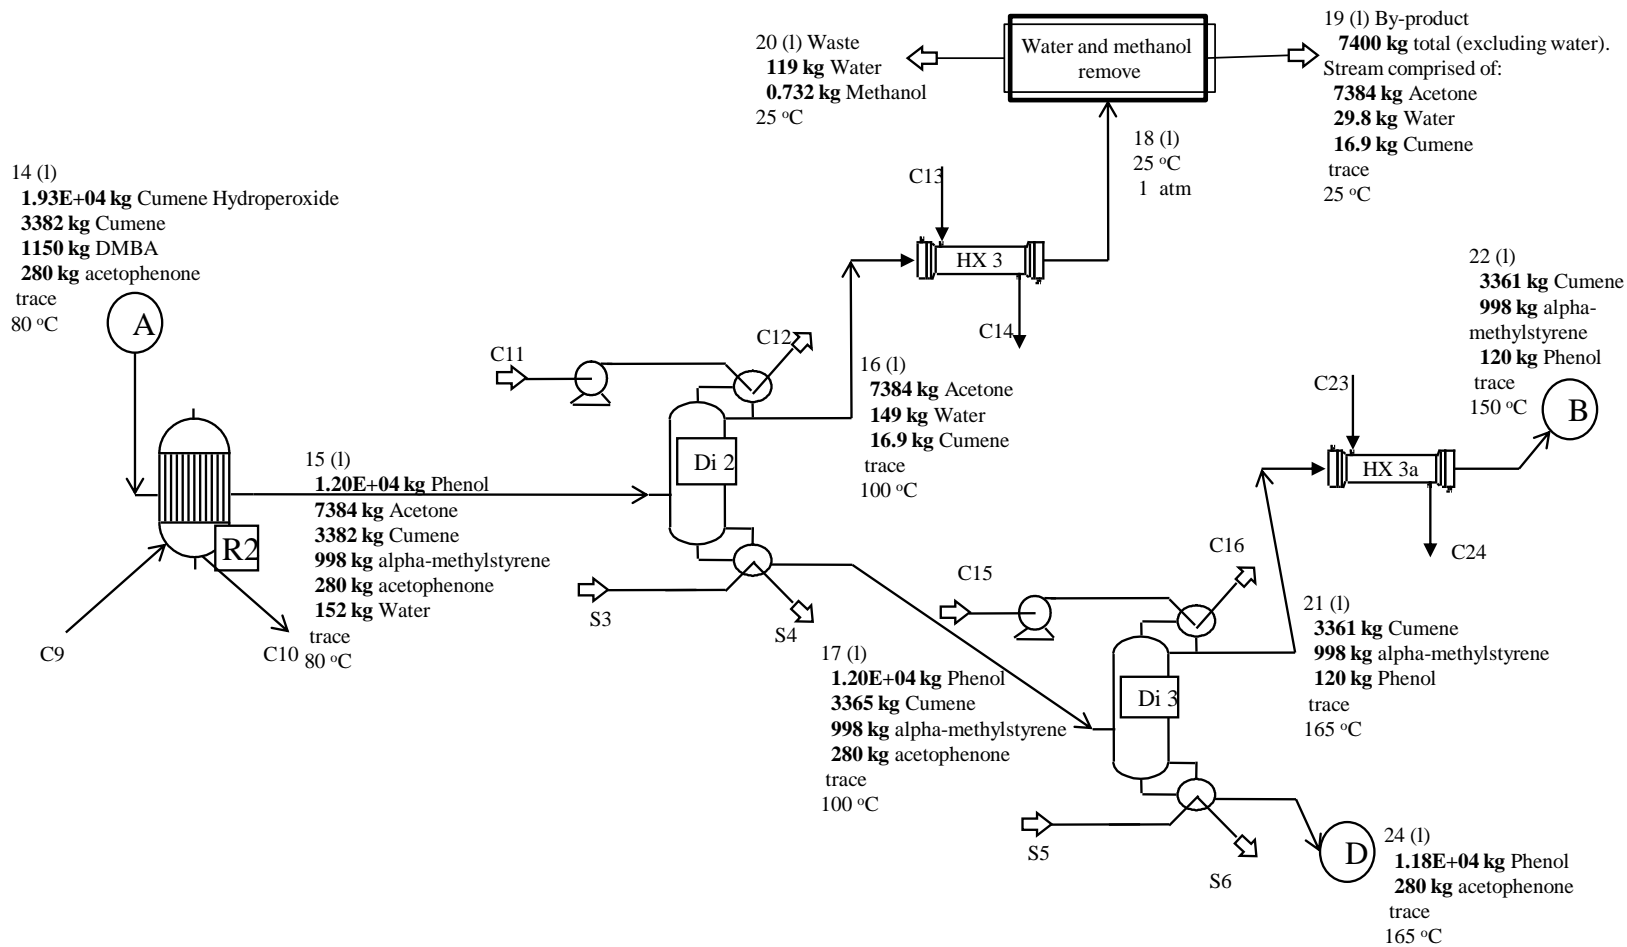 20 (l) Waste
119 kg Water
0.732 kg Methanol
25 °C
Water and methanol
remove
19 (l) By-product
7400 kg total (excluding water).
Stream comprised of:
7384 kg Acetone
29.8 kg Water
16.9 kg Cumene
trace
25 °C
18 (l)
25 °C
1 atm
14 (l)
1.93E+04 kg Cumene Hydroperoxide
3382 kg Cumene
1150 kg DMBA
280 kg acetophenone
trace
80 °C
A
C13
HX 3
C14
22 (l)
3361 kg Cumene
998 kg alpha-
methylstyrene
120 kg Phenol
trace
150 °C
B
C11
C12
16 (l)
7384 kg Acetone
149 kg Water
16.9 kg Cumene
trace
100 °C
C23
HX 3a
C24
Di 2
15 (l)
1.20E+04 kg Phenol
7384 kg Acetone
3382 kg Cumene
998 kg alpha-methylstyrene
280 kg acetophenone
152 kg Water
trace
80 °C
R2
C9
C10
S3
S4
C15
C16
17 (l)
1.20E+04 kg Phenol
3365 kg Cumene
998 kg alpha-methylstyrene
280 kg acetophenone
trace
100 °C
Di 3
21 (l)
3361 kg Cumene
998 kg alpha-methylstyrene
120 kg Phenol
trace
165 °C
S5
S6
D
24 (l)
1.18E+04 kg Phenol
280 kg acetophenone
trace
165 °C